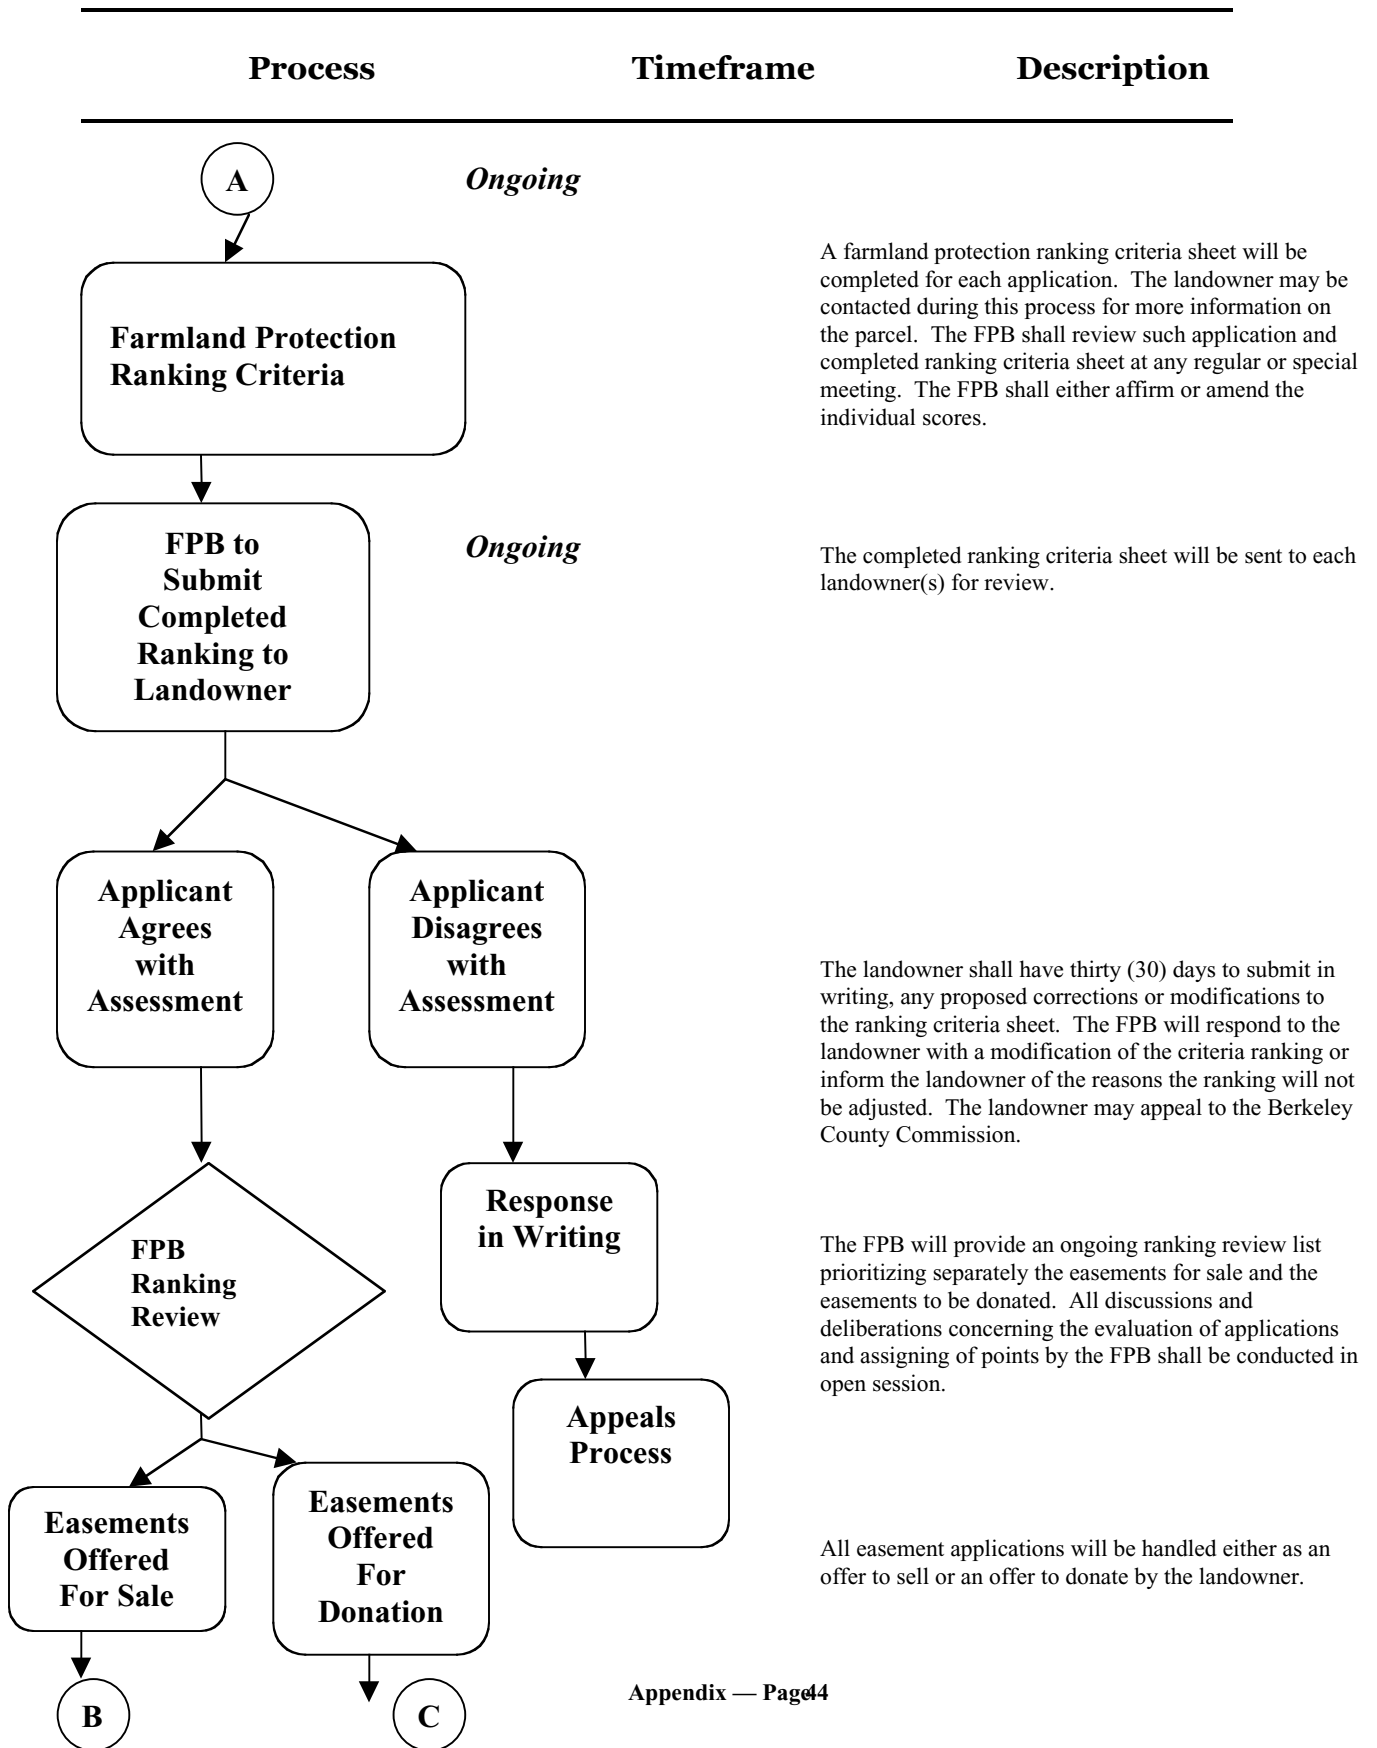 Process Timeframe Description
A
Ongoing
Farmland Protection
Ranking Criteria
A farmland protection ranking criteria sheet will be
completed for each application. The landowner may be
contacted during this process for more information on
the parcel. The FPB shall review such application and
completed ranking criteria sheet at any regular or special
meeting. The FPB shall either affirm or amend the
individual scores.
FPB to
Submit
Completed
Ranking to
Landowner
Ongoing
The completed ranking criteria sheet will be sent to each
landowner(s) for review.
Applicant
Agrees
with
Assessment
Applicant
Disagrees
with
Assessment
The landowner shall have thirty (30) days to submit in
writing, any proposed corrections or modifications to
the ranking criteria sheet. The FPB will respond to the
landowner with a modification of the criteria ranking or
inform the landowner of the reasons the ranking will not
be adjusted. The landowner may appeal to the Berkeley
County Commission.
FPB
Ranking
Review
Response
in Writing
The FPB will provide an ongoing ranking review list
prioritizing separately the easements for sale and the
easements to be donated. All discussions and
deliberations concerning the evaluation of applications
and assigning of points by the FPB shall be conducted in
open session.
Appeals
Process
Easements
Offered
For Sale
Easements
Offered
For
Donation
All easement applications will be handled either as an
offer to sell or an offer to donate by the landowner.
B
C
Appendix — Page44